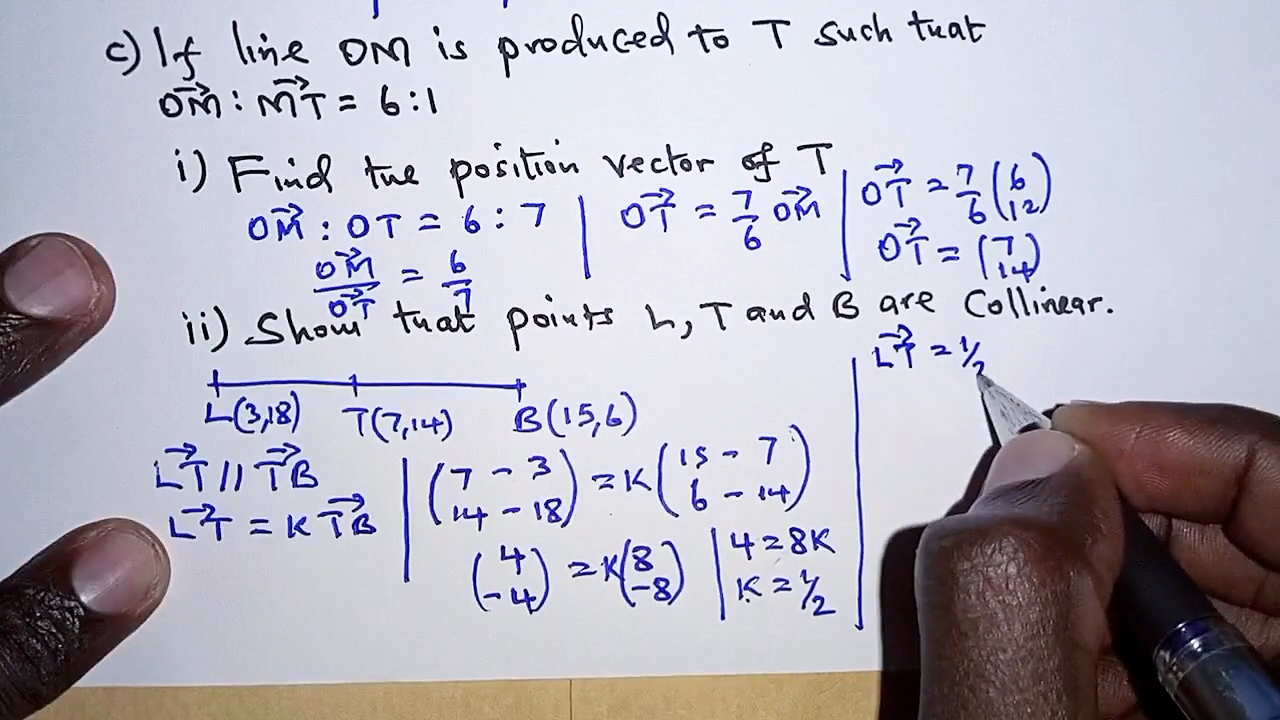 c) If line OM is produced to T such that
OM : MT = 6 : 1
i) Find the position vector of T
OM : OT = 6 : 7
OM/OT = 6/7
OT = 7/6 OM
OT = 7/6 (6 12)
OT = (7 14)
ii) Show that points L, T and B are Collinear.
L(3,18) T(7,14) B(15,6)
LT // TB
LT = K TB
(7 - 3 14 - 18) = K (15 - 7 6 - 14)
(4 -4) = K (8 -8)
4 = 8K
K = 1/2
LT = 1/2